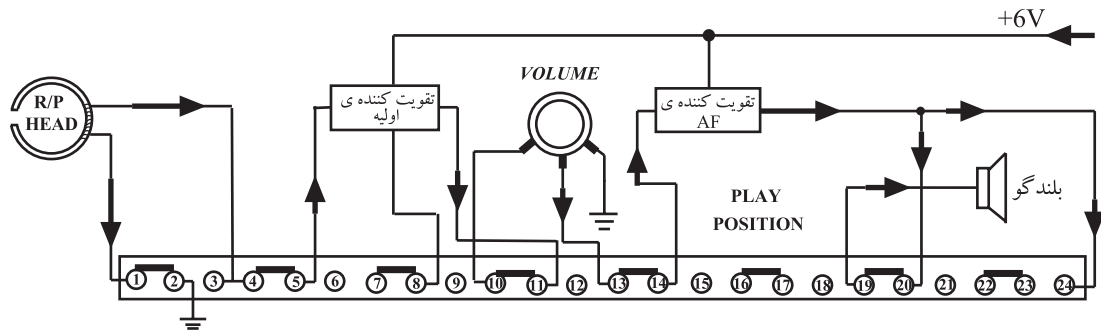 +6V
VOLUME
R/P
HEAD
تقویت کننده ی
اولیه
تقویت کننده ی
AF
PLAY
POSITION
بلندگو
1 2 3 4 5 6 7 8 9 10 11 12 13 14 15 16 17 18 19 20 21 22 23 24